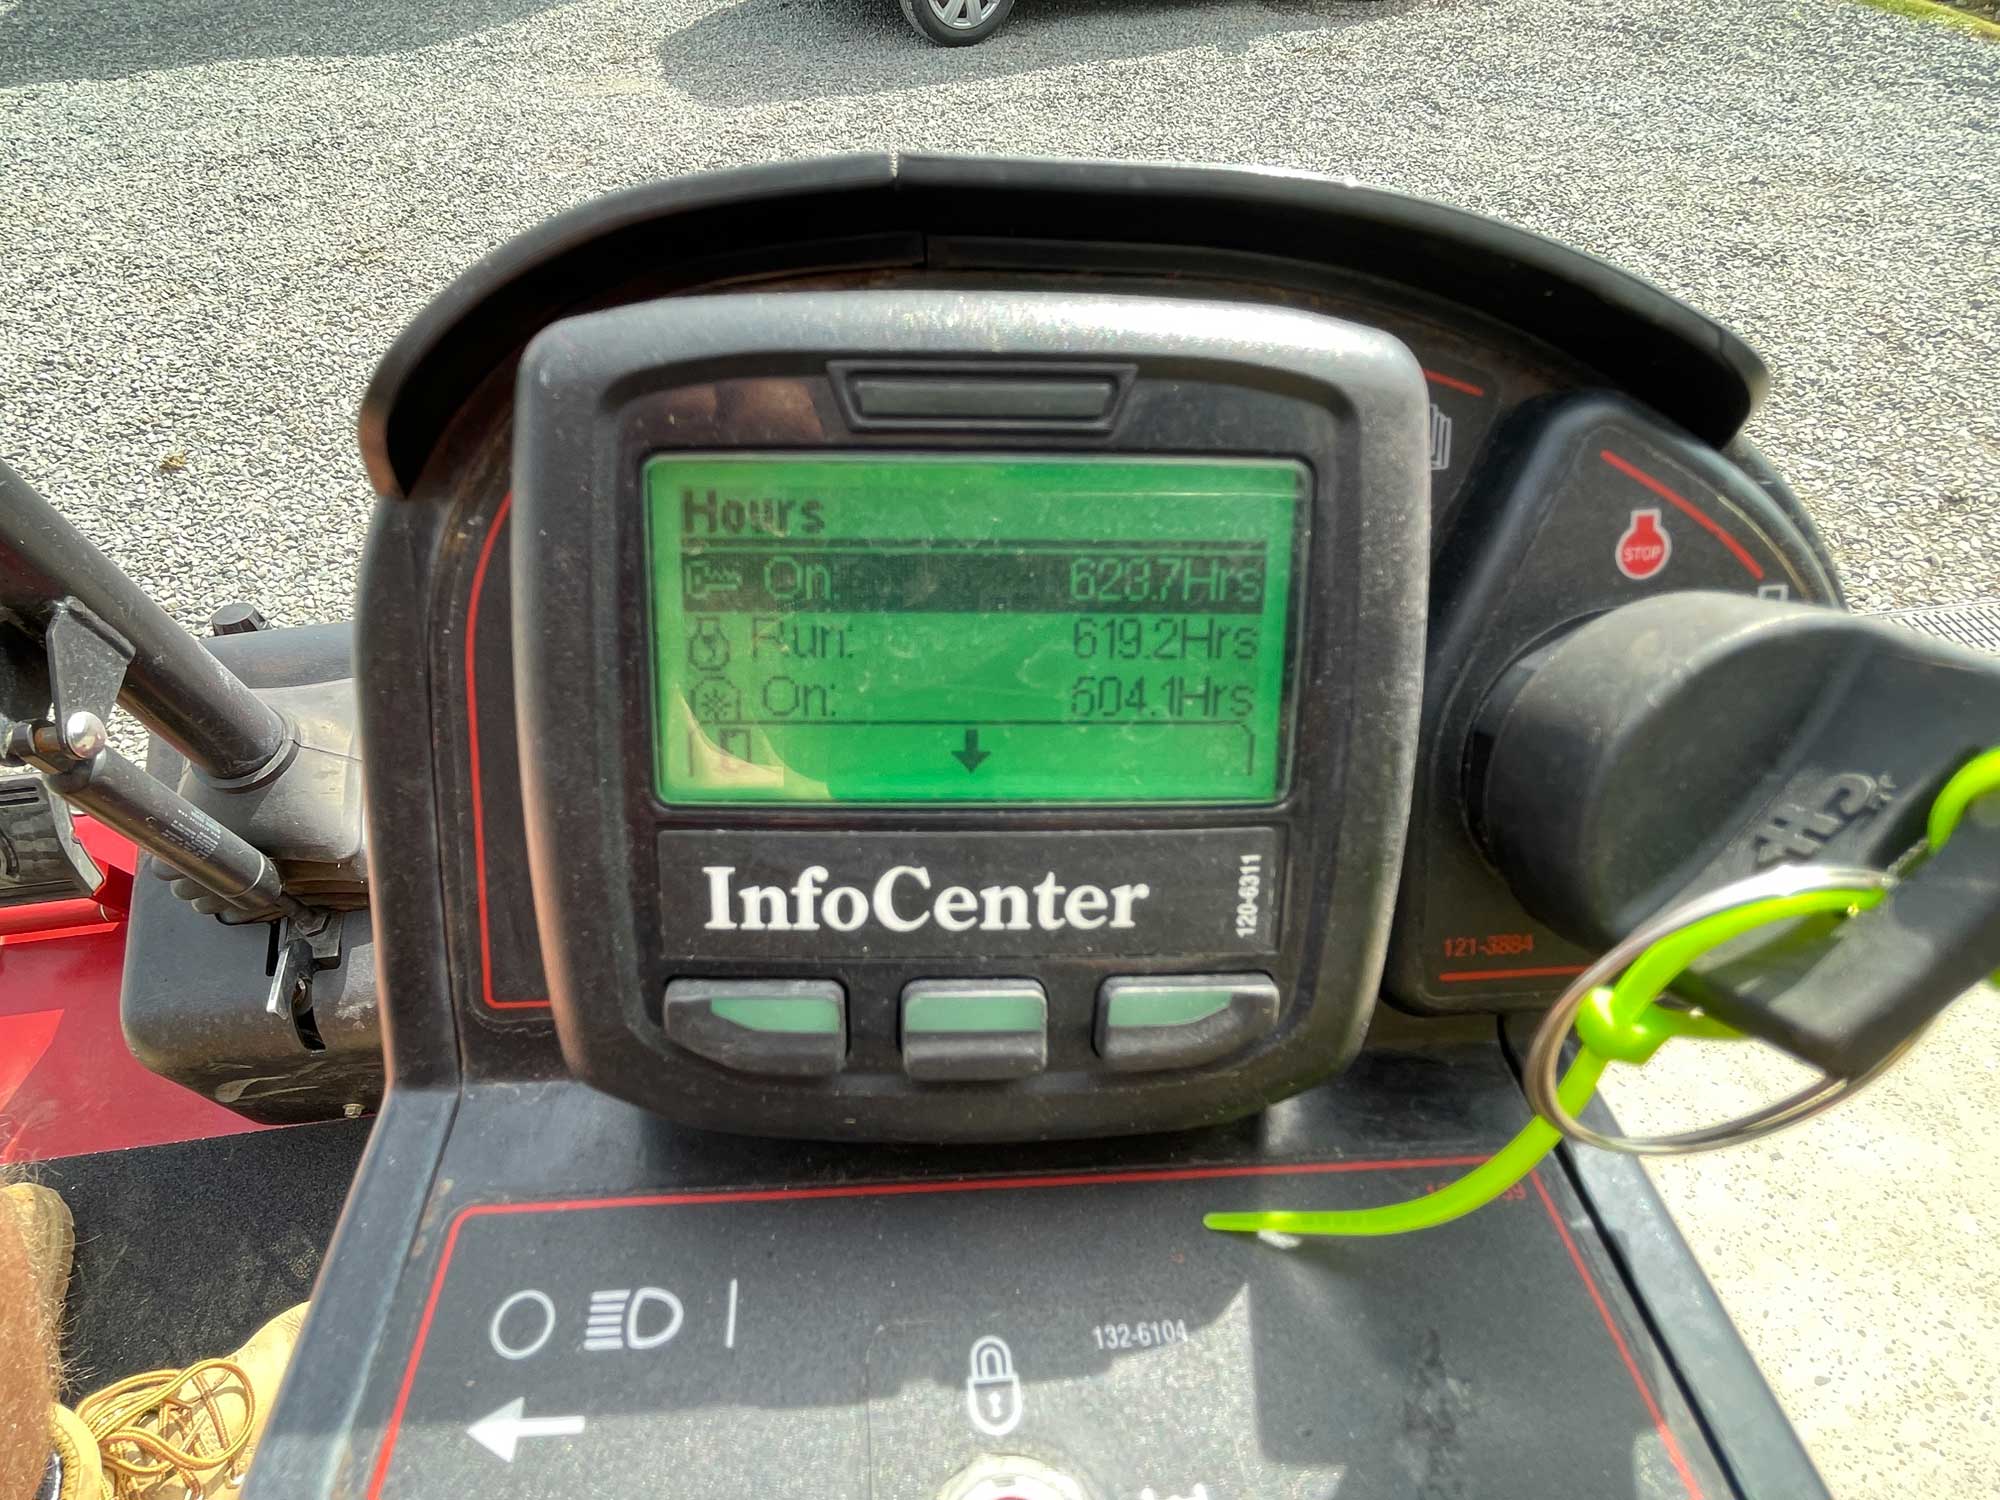 Hours
On: 628.7Hrs
Run: 619.2Hrs
On: 604.1Hrs
InfoCenter
120-6311
STOP
121-3884
132-6104